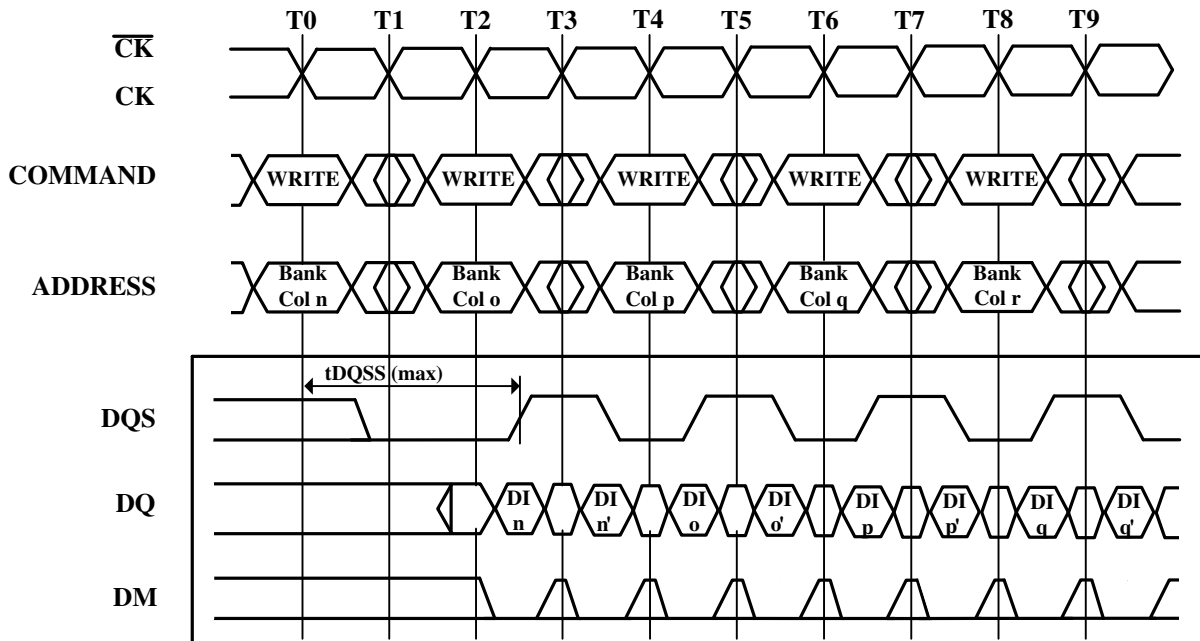 T0 T1 T2 T3 T4 T5 T6 T7 T8 T9
CK
CK
COMMAND WRITE WRITE WRITE WRITE WRITE
ADDRESS Bank Col n Bank Col o Bank Col p Bank Col q Bank Col r
tDQSS (max)
DQS
DQ DI n DI n' DI o DI o' DI p DI p' DI q DI q'
DM